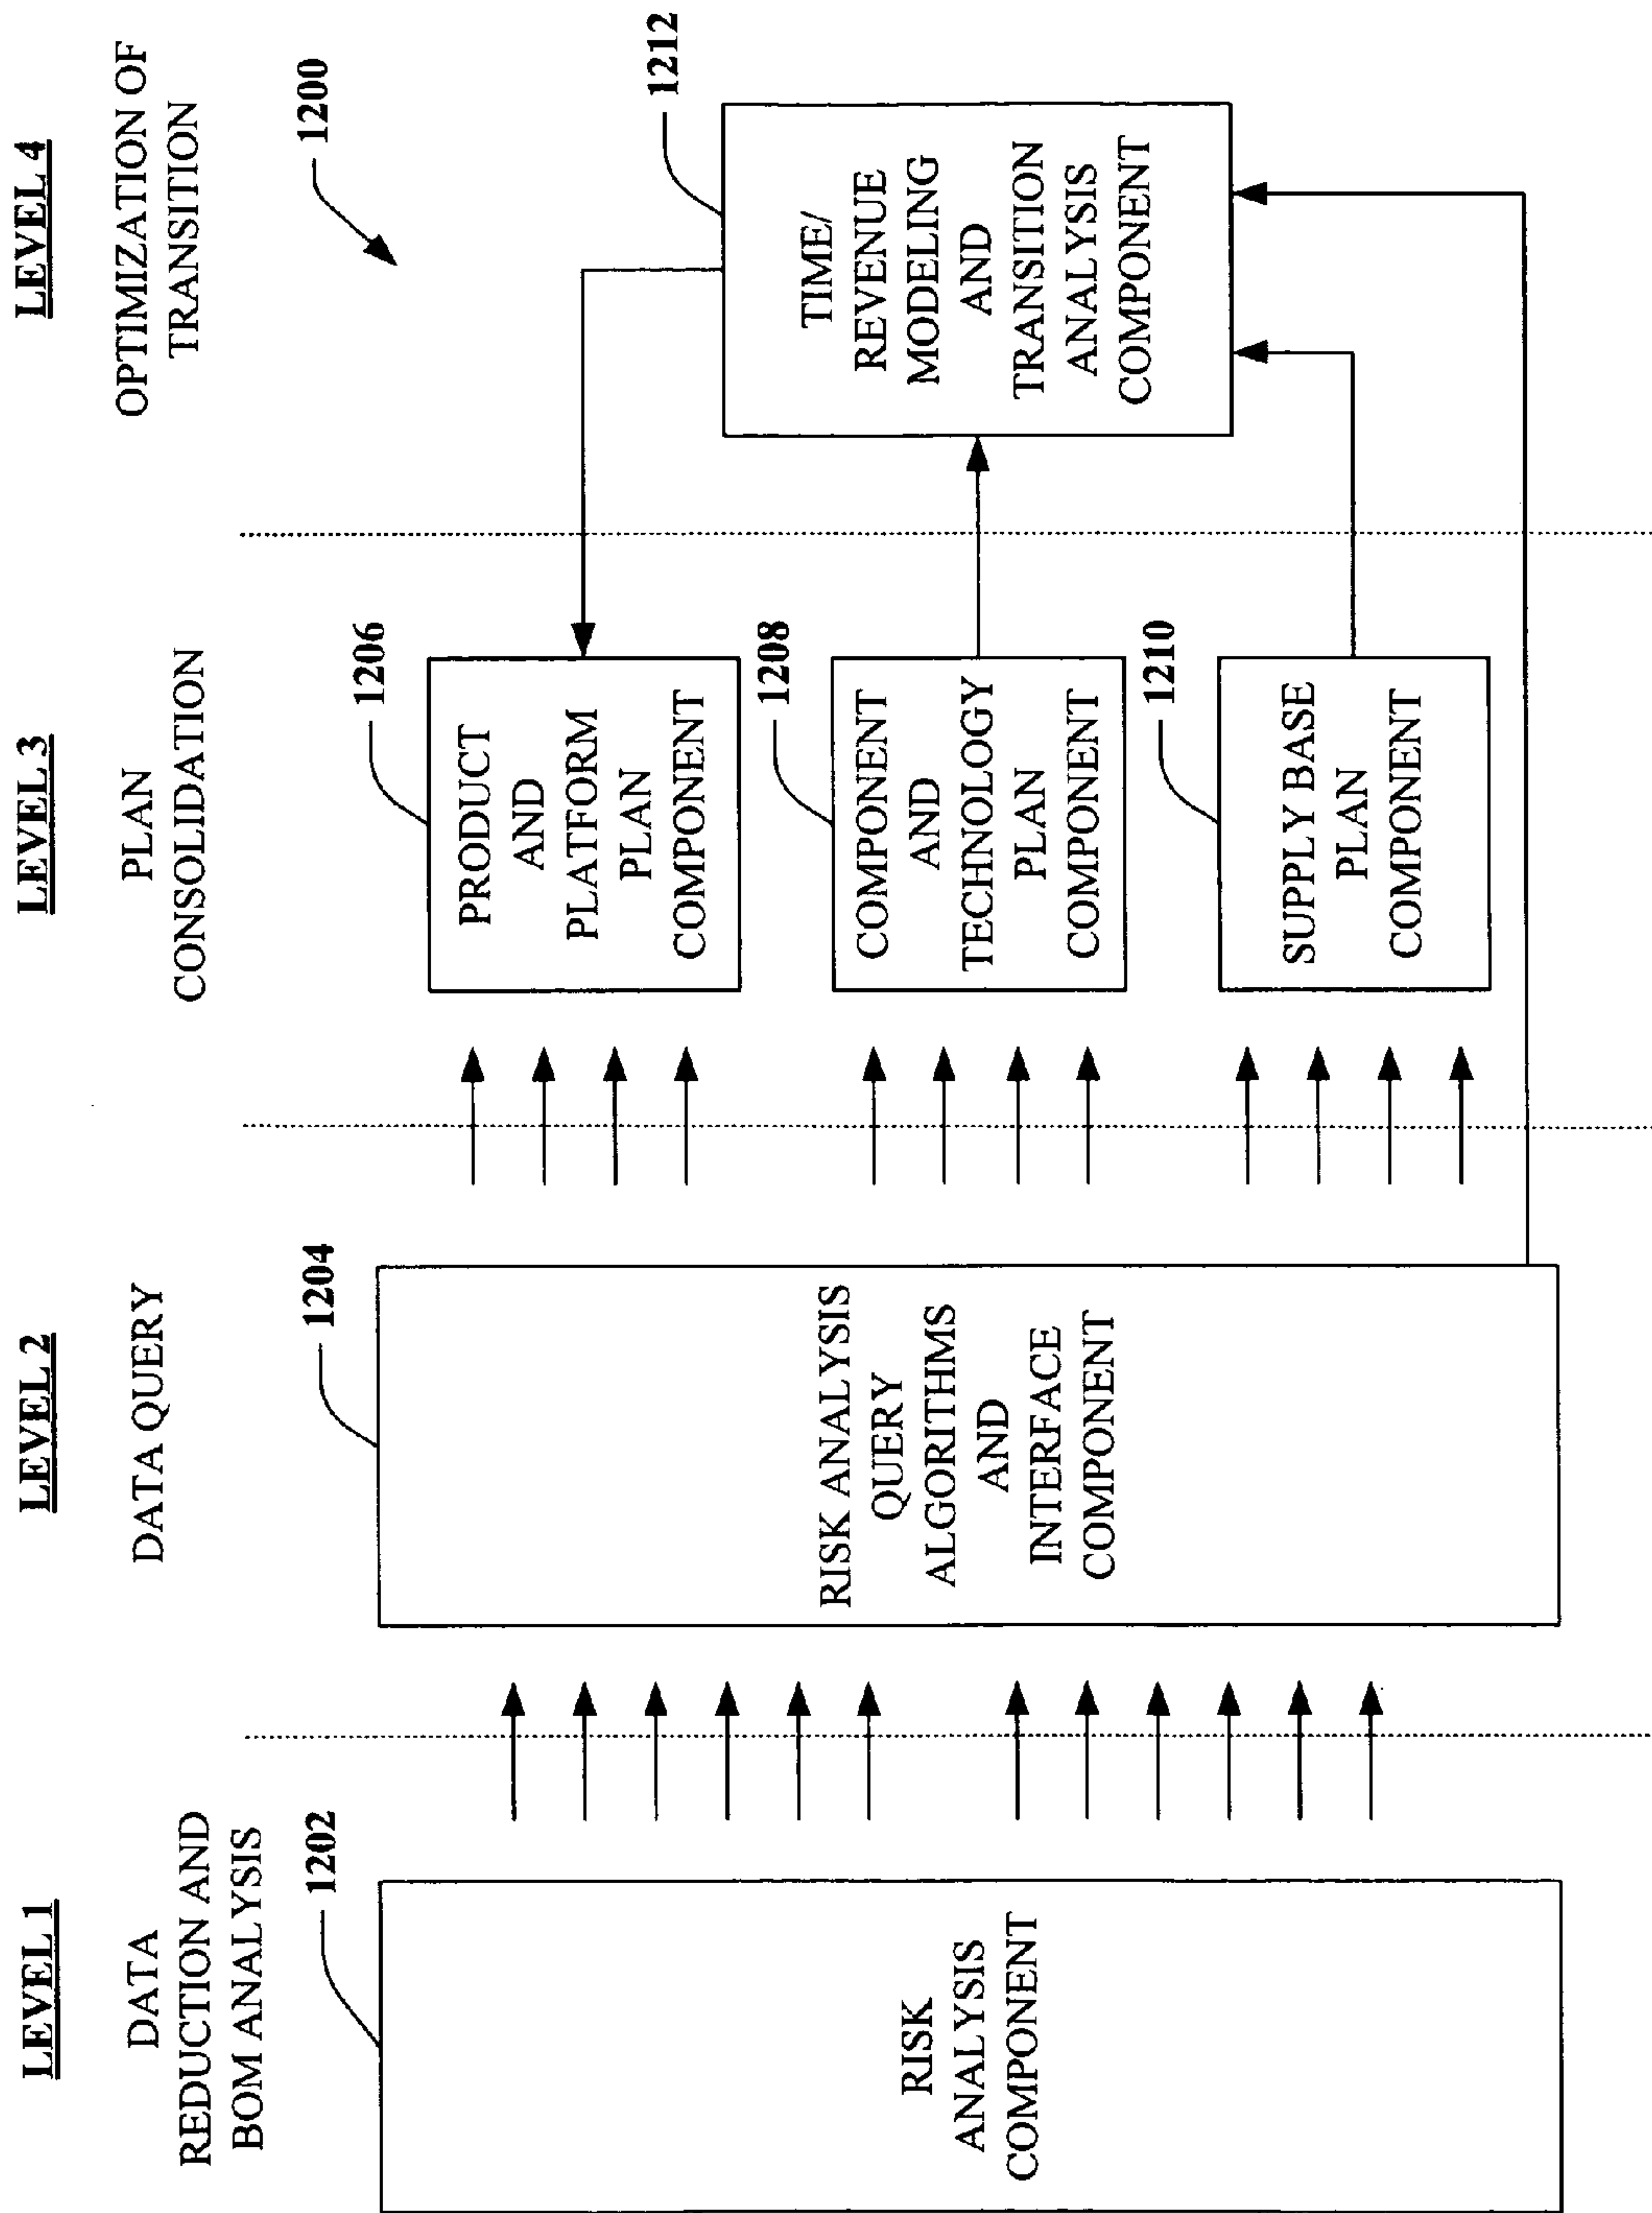 LEVEL 1
DATA
REDUCTION AND
BOM ANALYSIS
1202
RISK
ANALYSIS
COMPONENT
LEVEL 2
DATA QUERY
1204
RISK ANALYSIS
QUERY
ALGORITHMS
AND
INTERFACE
COMPONENT
LEVEL 3
PLAN
CONSOLIDATION
1206
PRODUCT
AND
PLATFORM
PLAN
COMPONENT
1208
COMPONENT
AND
TECHNOLOGY
PLAN
COMPONENT
1210
SUPPLY BASE
PLAN
COMPONENT
LEVEL 4
OPTIMIZATION OF
TRANSITION
1200
1212
TIME/
REVENUE
MODELING
AND
TRANSITION
ANALYSIS
COMPONENT